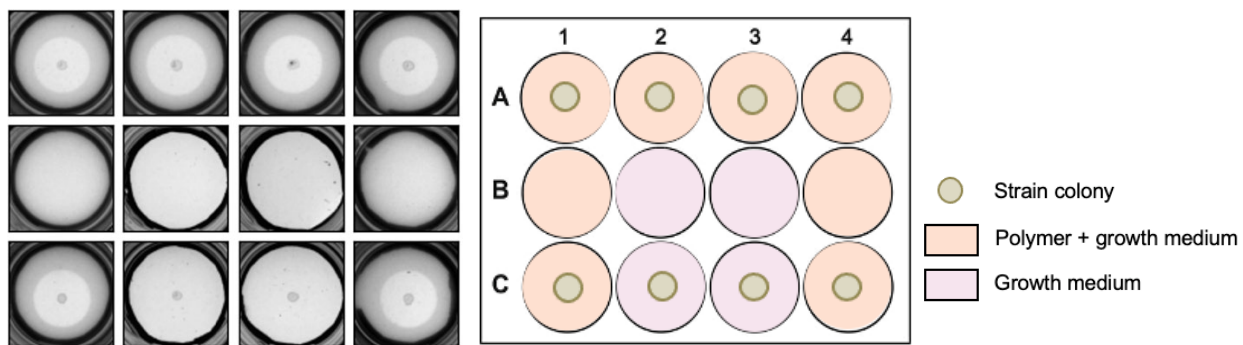 1 2 3 4
A
B
C
Strain colony
Polymer + growth medium
Growth medium